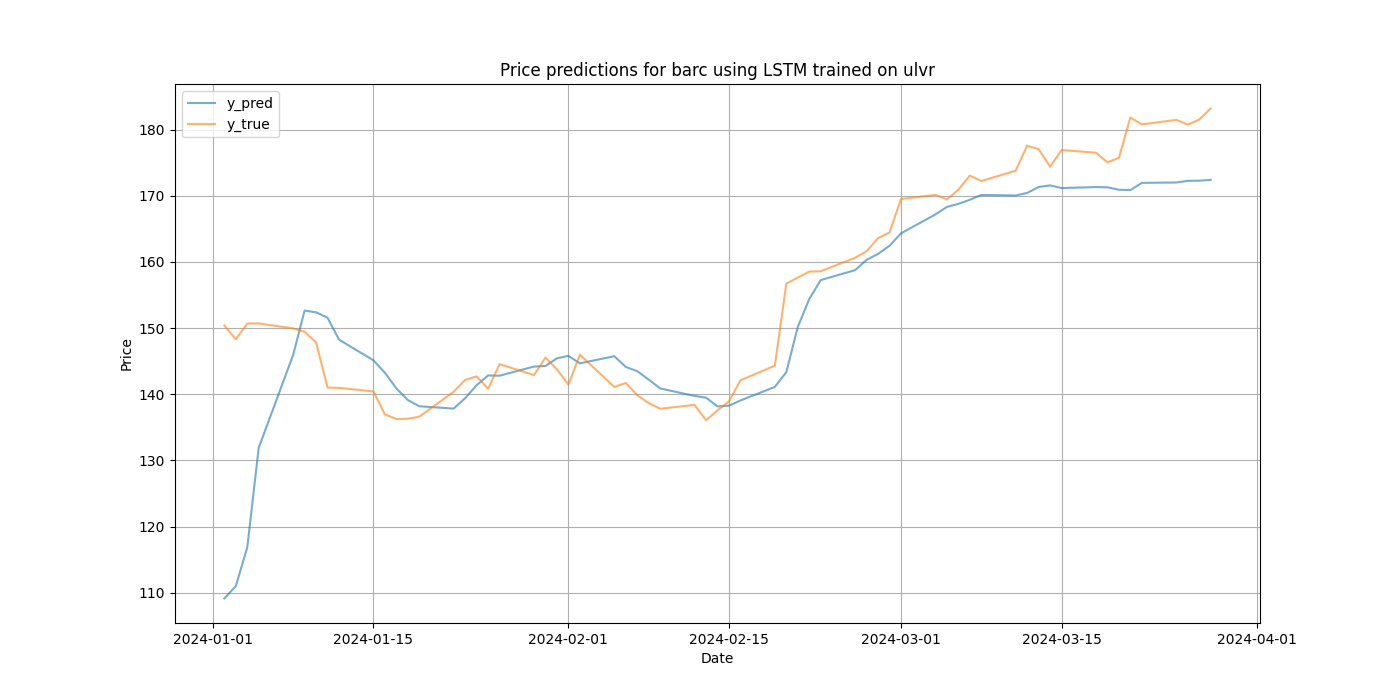 Price predictions for barc using LSTM trained on ulvr
y_pred
y_true
180
170
160
150
140
130
120
110
Price
2024-01-01 2024-01-15 2024-02-01 2024-02-15 2024-03-01 2024-03-15 2024-04-01
Date